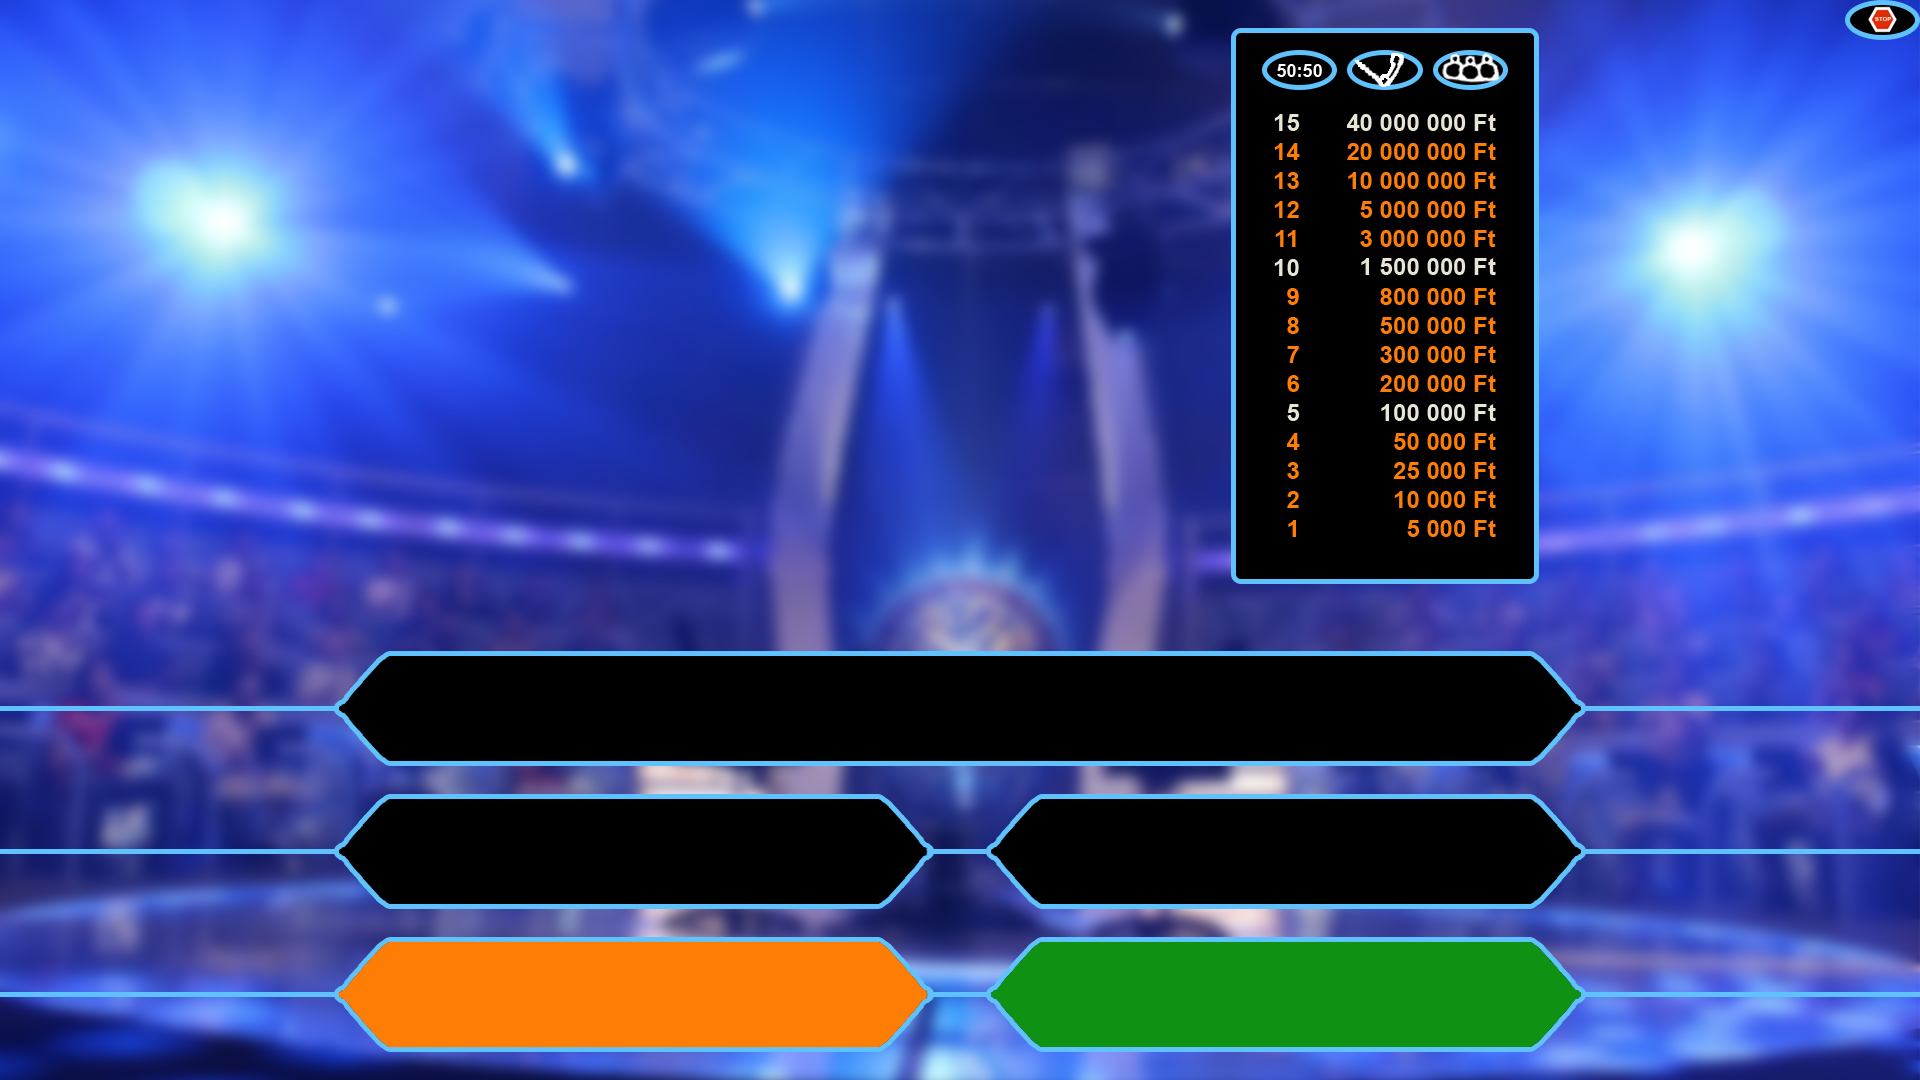 STOP
50:50
15 40 000 000 Ft
14 20 000 000 Ft
13 10 000 000 Ft
12 5 000 000 Ft
11 3 000 000 Ft
10 1 500 000 Ft
9 800 000 Ft
8 500 000 Ft
7 300 000 Ft
6 200 000 Ft
5 100 000 Ft
4 50 000 Ft
3 25 000 Ft
2 10 000 Ft
1 5 000 Ft